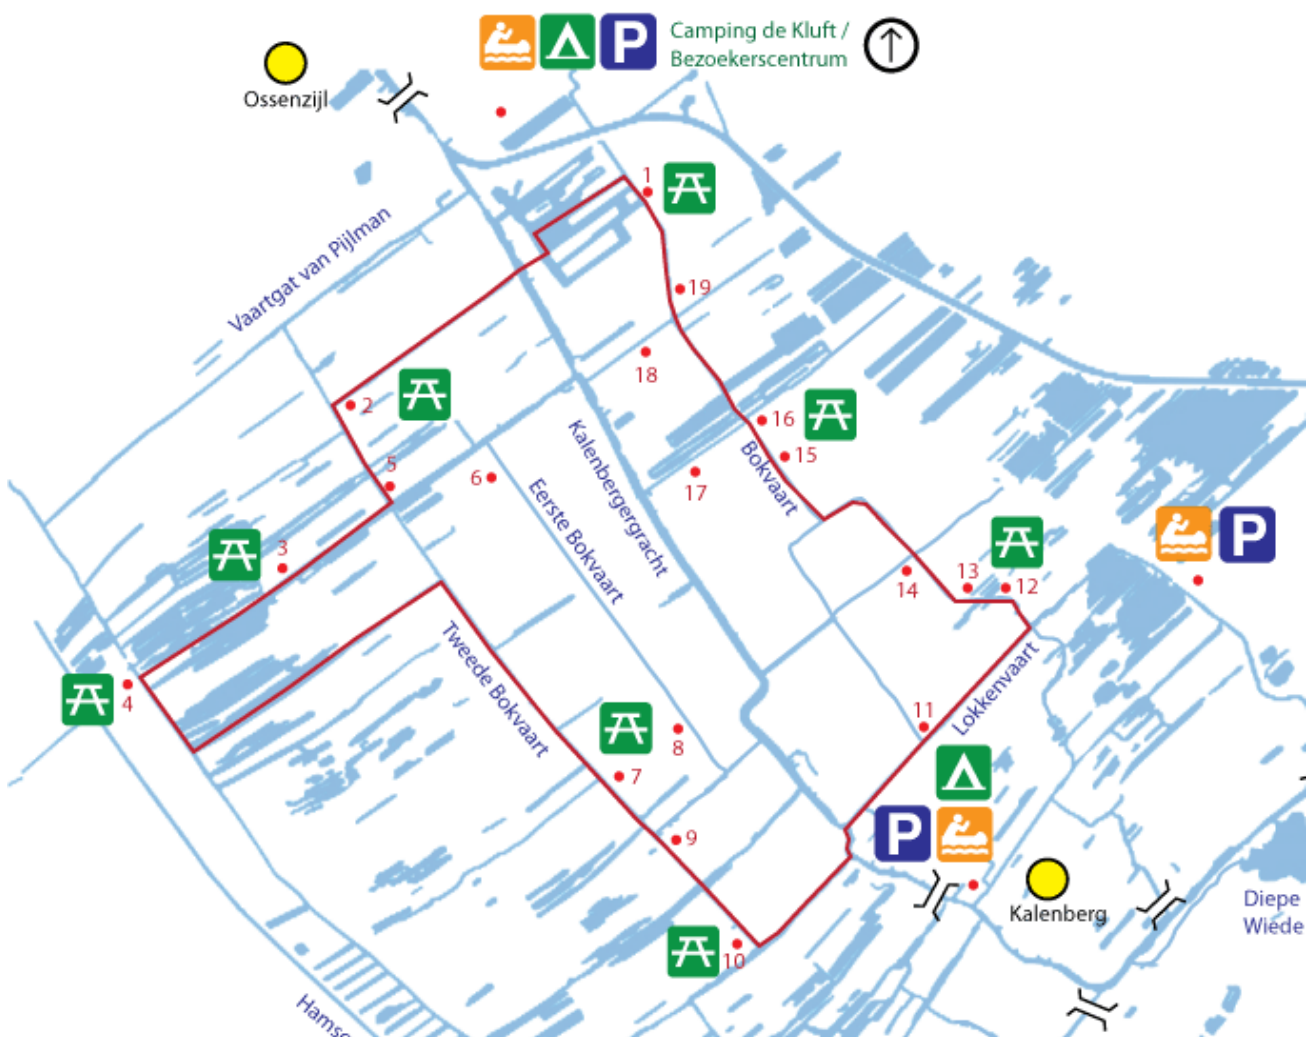 P
Camping de Kluft /
Bezoekerscentrum
Ossenzijl
1
Vaartgat van Pijlman
19
18
2
16
15
Bokvaart
Kalenbergergracht
5
6
17
Eerste Bokvaart
P
3
13
12
14
Tweede Bokvaart
4
Lokkenvaart
11
8
7
P
9
Kalenberg
Diepe
Wiede
10
Hamsc